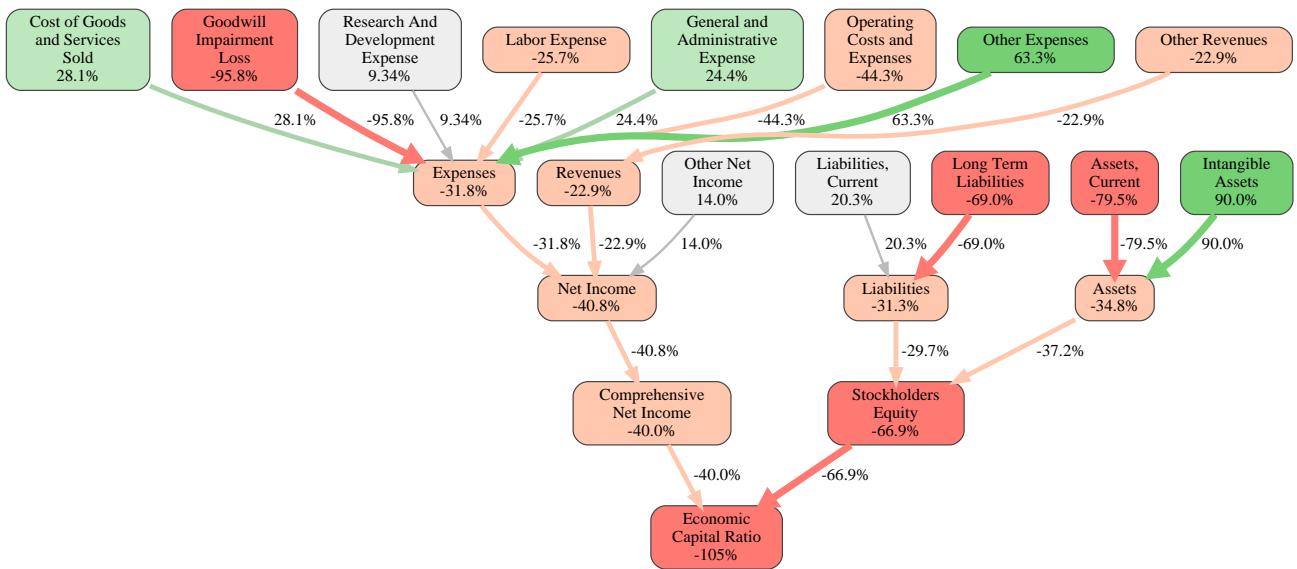 Cost of Goods
and Services
Sold
28.1%
Goodwill
Impairment
Loss
-95.8%
Research And
Development
Expense
9.34%
Labor Expense
-25.7%
General and
Administrative
Expense
24.4%
Operating
Costs and
Expenses
-44.3%
Other Expenses
63.3%
Other Revenues
-22.9%
28.1%
-95.8%
9.34%
-25.7%
24.4%
-44.3%
63.3%
-22.9%
Expenses
-31.8%
Revenues
-22.9%
Other Net
Income
14.0%
Liabilities,
Current
20.3%
Long Term
Liabilities
-69.0%
Assets,
Current
-79.5%
Intangible
Assets
90.0%
-31.8%
-22.9%
14.0%
20.3%
-69.0%
-79.5%
90.0%
Net Income
-40.8%
Liabilities
-31.3%
Assets
-34.8%
-40.8%
-29.7%
-37.2%
Comprehensive
Net Income
-40.0%
Stockholders
Equity
-66.9%
-40.0%
-66.9%
Economic
Capital Ratio
-105%